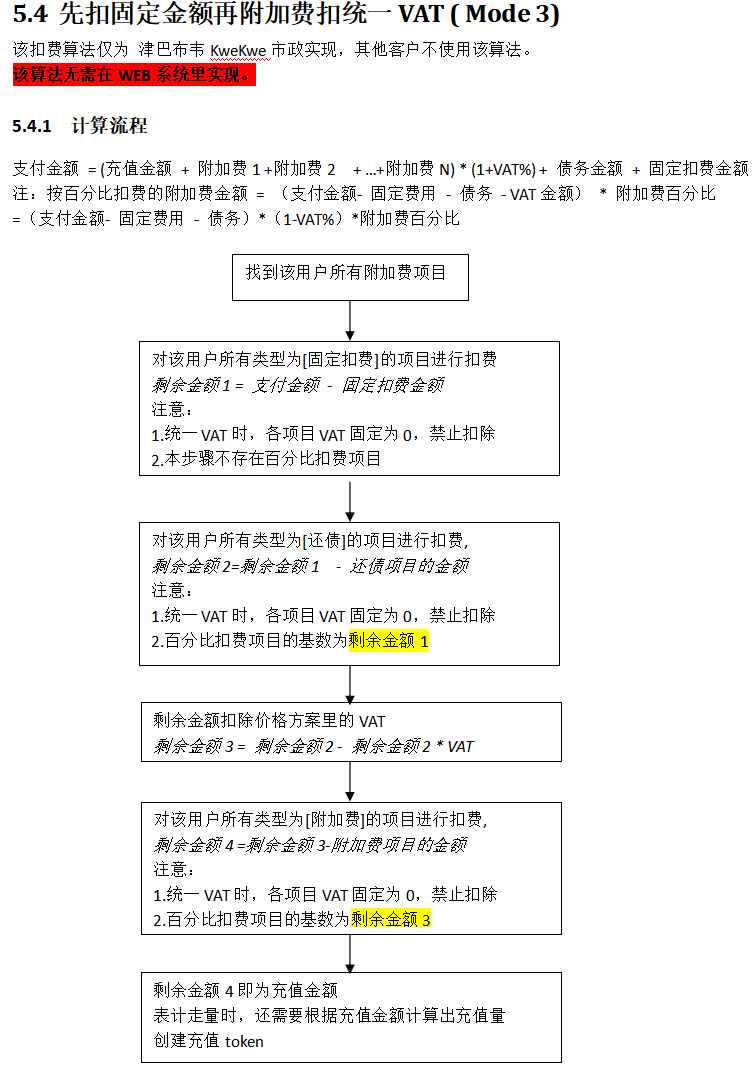 5.4 先扣固定金额再附加费扣统一 VAT ( Mode 3)
该扣费算法仅为 津巴布韦 KweKwe 市政实现，其他客户不使用该算法。
该算法无需在 WEB 系统里实现。
5.4.1 计算流程
支付金额 = (充值金额 + 附加费 1 +附加费 2 + ...+附加费 N) * (1+VAT%) + 债务金额 + 固定扣费金额
注：按百分比扣费的附加费金额 = （支付金额- 固定费用 - 债务 - VAT 金额） * 附加费百分比
=（支付金额- 固定费用 - 债务）*（1-VAT%）*附加费百分比
找到该用户所有附加费项目
对该用户所有类型为[固定扣费]的项目进行扣费
剩余金额 1 = 支付金额 - 固定扣费金额
注意：
1.统一 VAT 时，各项目 VAT 固定为 0，禁止扣除
2.本步骤不存在百分比扣费项目
对该用户所有类型为[还债]的项目进行扣费,
剩余金额 2=剩余金额 1 - 还债项目的金额
注意：
1.统一 VAT 时，各项目 VAT 固定为 0，禁止扣除
2.百分比扣费项目的基数为剩余金额 1
剩余金额扣除价格方案里的 VAT
剩余金额 3 = 剩余金额 2 - 剩余金额 2 * VAT
对该用户所有类型为[附加费]的项目进行扣费,
剩余金额 4 =剩余金额 3-附加费项目的金额
注意：
1.统一 VAT 时，各项目 VAT 固定为 0，禁止扣除
2.百分比扣费项目的基数为剩余金额 3
剩余金额 4 即为充值金额
表计走量时，还需要根据充值金额计算出充值量
创建充值 token